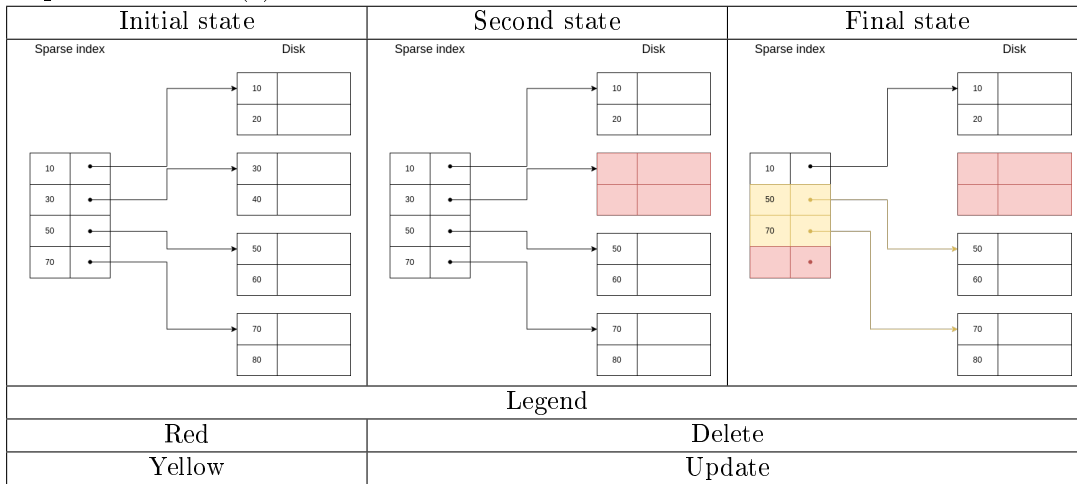 Initial state Second state Final state
Sparse index Disk Sparse index Disk Sparse index Disk
10 10 10
20 20 20
10 30 10 10
30 40 30 50
50 50 50 50 70
70 60 70 60 60
70 70 70
80 80 80
Legend
Red Delete
Yellow Update